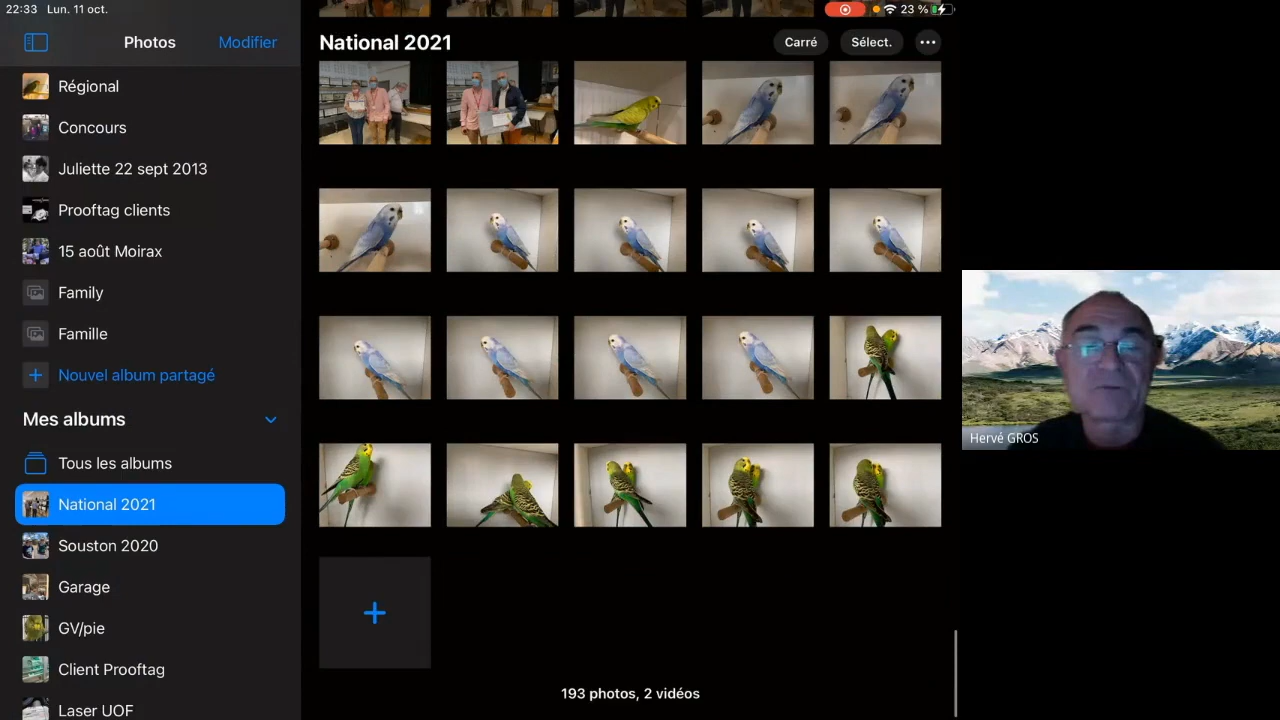 22:33 Lun. 11 oct.
23 %
Photos
Modifier
Régional
Concours
Juliette 22 sept 2013
Prooftag clients
15 août Moirax
Family
Famille
Nouvel album partagé
Mes albums
Tous les albums
National 2021
Souston 2020
Garage
GV/pie
Client Prooftag
Laser UOF
National 2021
Carré
Sélect.
193 photos, 2 vidéos
Hervé GROS